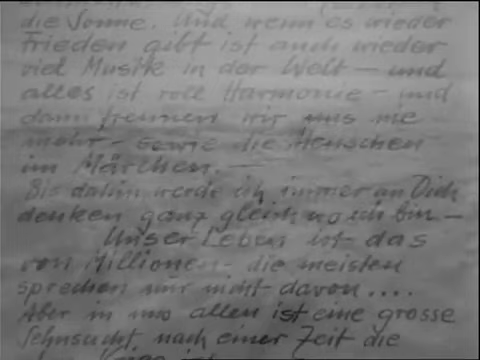 die Sonne. Und wenn es wieder
Frieden gibt ist auch wieder
viel Musik in der Welt – und
alles ist voll Harmonie – und
dann trennen wir uns nie
mehr – sowie die Menschen
im Märchen. –
Bis dahin werde ich immer an Dich
denken ganz gleich wo ich bin –
Unser Leben ist das
von Millionen – die meisten
sprechen nur nicht davon ....
Aber in uns allen ist eine grosse
Sehnsucht nach einer Zeit die